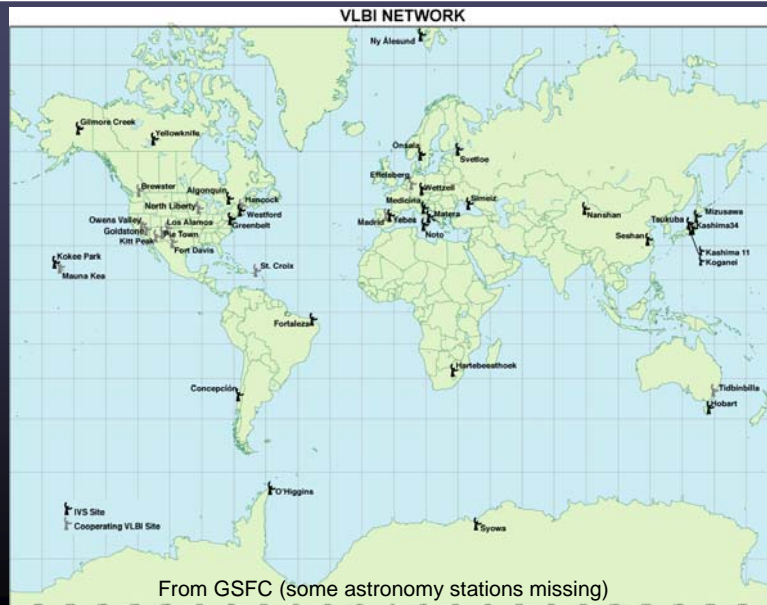 VLBI NETWORK
Ny Ålesund
Gilmore Creek
Yellowknife
Onsala
Svetloe
Effelsberg
Wettzell
Brewster
Algonquin
Hancock
North Liberty
Westford
Medicina
Simeiz
Nanshan
Mizusawa
Owens Valley
Los Alamos
Greenbelt
Madrid
Yebes
Matera
Tsukuba
Kashima34
Goldstone
Pie Town
Kitt Peak
Noto
Seshan
Fort Davis
Kashima 11
Koganei
Kokee Park
Mauna Kea
St. Croix
Fortaleza
Hartebeesthoek
Concepción
Tidbinbilla
Hobart
O'Higgins
IVS Site
Cooperating VLBI Site
Syowa
From GSFC (some astronomy stations missing)